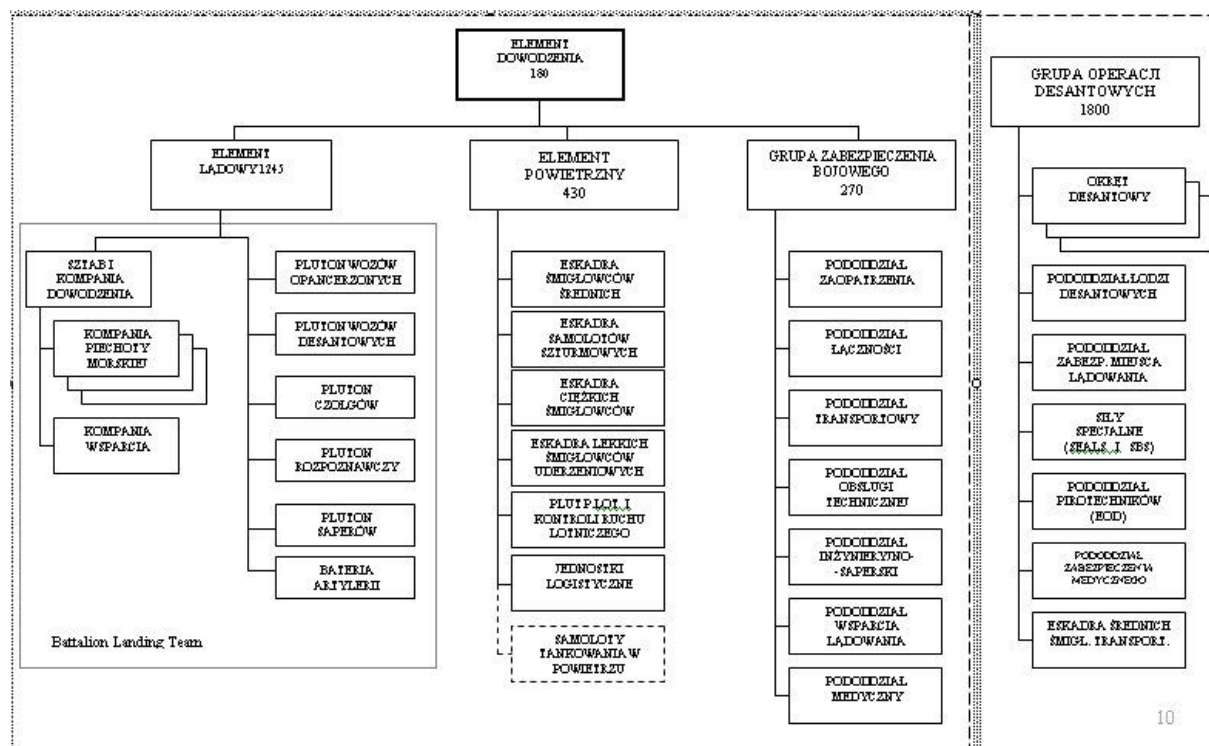 ELEMENT
DOWODZENIA
180
ELEMENT
LĄDOWY 1245
ELEMENT
POWIETRZNY
430
GRUPA ZABEZPIECZENIA
BOJOWEGO
270
SZTAB I
KOMPANIA
DOWODZENIA
KOMPANIA
PIECHOTY
MORSKIEJ
KOMPANIA
WSPARCIA
PLUTON WOZÓW
OPANCERZONYCH
PLUTON WOZÓW
DESANTOWYCH
PLUTON
CZOŁGÓW
PLUTON
ROZPOZNAWCZY
PLUTON
SAPERÓW
BATERIA
ARTYLERII
Battalion Landing Team
ESKADRA
ŚMIGŁOWCÓW
ŚREDNICH
ESKADRA
SAMOLOTÓW
SZTURMOWYCH
ESKADRA
CIĘŻKICH
ŚMIGŁOWCÓW
ESKADRA LEKKICH
ŚMIGŁOWCÓW
UDERZENIOWYCH
PLUT P.LOT. I
KONTROLI RUCHU
LOTNICZEGO
JEDNOSTKI
LOGISTYCZNE
SAMOLOTY
TANKOWANIA W
POWIETRZU
PODODDZIAŁ
ZAOPATRZENIA
PODODDZIAŁ
ŁĄCZNOŚCI
PODODDZIAŁ
TRANSPORTOWY
PODODDZIAŁ
OBSŁUGI
TECHNICZNEJ
PODODDZIAŁ
INŻYNIERYJNO-
-SAPERSKI
PODODDZIAŁ
WSPARCIA
LĄDOWANIA
PODODDZIAŁ
MEDYCZNY
GRUPA OPERACJI
DESANTOWYCH
1800
OKRĘT
DESANTOWY
PODODDZIAŁ ŁODZI
DESANTOWYCH
PODODDZIAŁ
ZABEZP. MIEJSCA
LĄDOWANIA
SIŁY
SPECJALNE
(SEALS I SBS)
PODODDZIAŁ
PIROTECHNIKÓW
(EOD)
PODODDZIAŁ
ZABEZPIECZENIA
MEDYCZNEGO
ESKADRA ŚREDNICH
ŚMIGŁ. TRANSPORT.
10